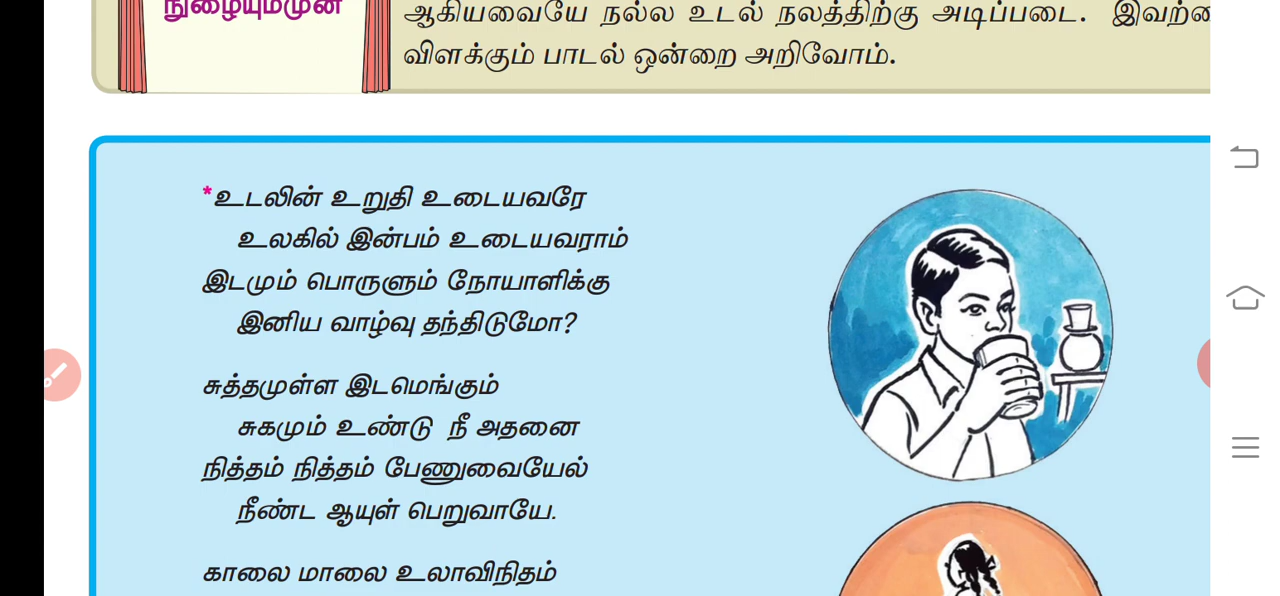 நுழையுமுன்
ஆகியவையே நல்ல உடல் நலத்திற்கு அடிப்படை.
விளக்கும் பாடல் ஒன்றை அறிவோம்.
*உடலின் உறுதி உடையவரே
உலகில் இன்பம் உடையவராம்
இடமும் பொருளும் நோயாளிக்கு
இனிய வாழ்வு தந்திடுமோ?
சுத்தமுள்ள இடமெங்கும்
சுகமும் உண்டு நீ அதனை
நித்தம் நித்தம் பேணுவையேல்
நீண்ட ஆயுள் பெறுவாயே.
காலை மாலை உலாவிநிதம்